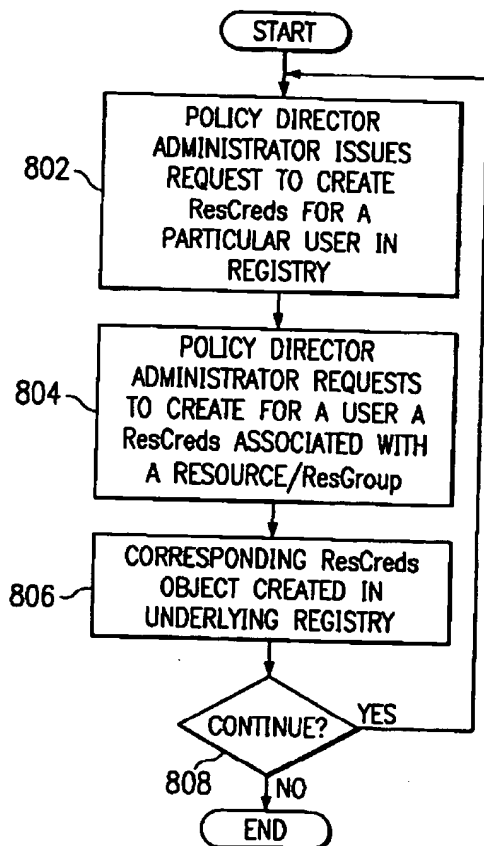 START
POLICY DIRECTOR
ADMINISTRATOR ISSUES
REQUEST TO CREATE
ResCreds FOR A
PARTICULAR USER IN
REGISTRY
802
POLICY DIRECTOR
ADMINISTRATOR REQUESTS
TO CREATE FOR A USER A
ResCreds ASSOCIATED WITH
A RESOURCE/ResGroup
804
CORRESPONDING ResCreds
OBJECT CREATED IN
UNDERLYING REGISTRY
806
CONTINUE?
YES
808
NO
END